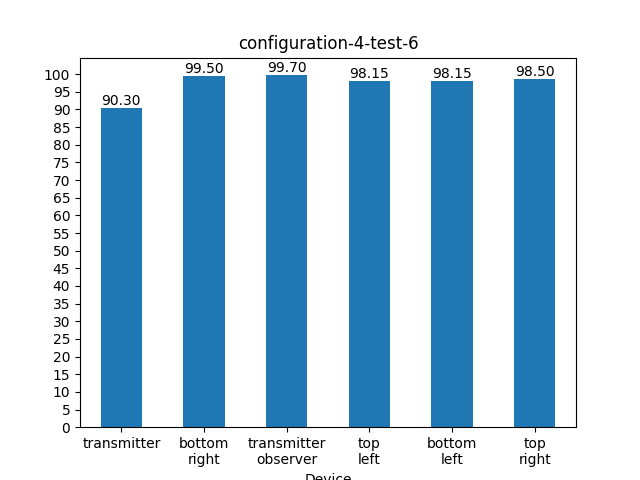 configuration-4-test-6
100
95
90
85
80
75
70
65
60
55
50
45
40
35
30
25
20
15
10
5
0
90.30
99.50
99.70
98.15
98.15
98.50
transmitter
bottom
right
transmitter
observer
top
left
bottom
left
top
right
Device